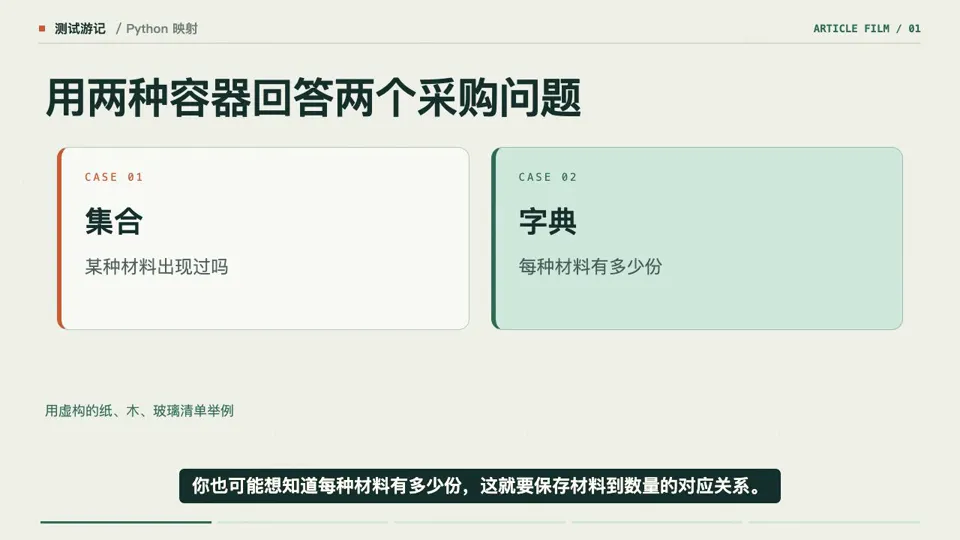 测试游记 / Python 映射
ARTICLE FILM / 01
用两种容器回答两个采购问题
CASE 01
集合
某种材料出现过吗
CASE 02
字典
每种材料有多少份
用虚构的纸、木、玻璃清单举例
你也可能想知道每种材料有多少份，这就要保存材料到数量的对应关系。